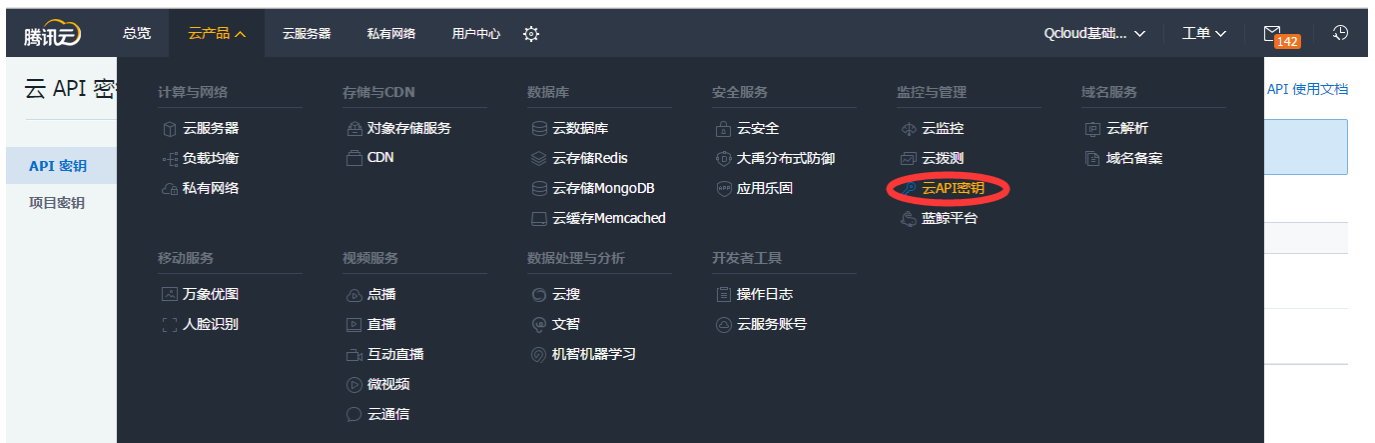 腾讯云 总览 云产品 云服务器 私有网络 用户中心 Qcloud基础... 工单 142
云 API 密 API 使用文档
API 密钥
项目密钥
计算与网络
云服务器
负载均衡
私有网络
存储与CDN
对象存储服务
CDN
数据库
云数据库
云存储Redis
云存储MongoDB
云缓存Memcached
安全服务
云安全
大禹分布式防御
APP 应用乐固
监控与管理
云监控
云拨测
云API密钥
蓝鲸平台
域名服务
IP 云解析
域名备案
移动服务
万象优图
人脸识别
视频服务
点播
直播
互动直播
微视频
云通信
数据处理与分析
云搜
文智
机智机器学习
开发者工具
操作日志
云服务账号